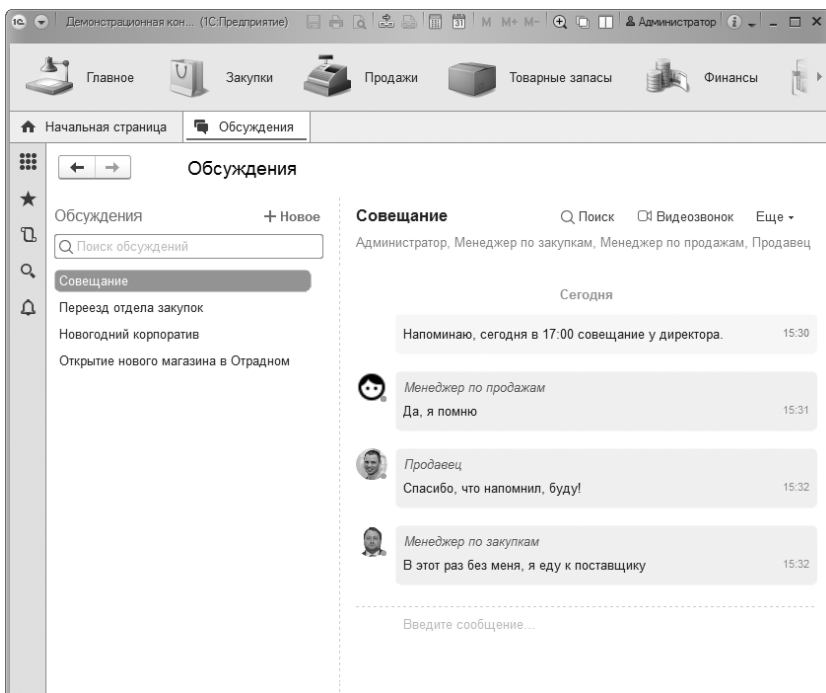 1С Демонстрационная кон... (1С:Предприятие) M M+ M- Администратор
Главное Закупки Продажи Товарные запасы Финансы
Начальная страница Обсуждения
Обсуждения
Обсуждения + Новое
Поиск обсуждений
Совещание
Переезд отдела закупок
Новогодний корпоратив
Открытие нового магазина в Отрадном
Совещание Поиск Видеозвонок Еще
Администратор, Менеджер по закупкам, Менеджер по продажам, Продавец
Сегодня
Напоминаю, сегодня в 17:00 совещание у директора. 15:30
Менеджер по продажам
Да, я помню 15:31
Продавец
Спасибо, что напомнил, буду! 15:32
Менеджер по закупкам
В этот раз без меня, я еду к поставщику 15:32
Введите сообщение...